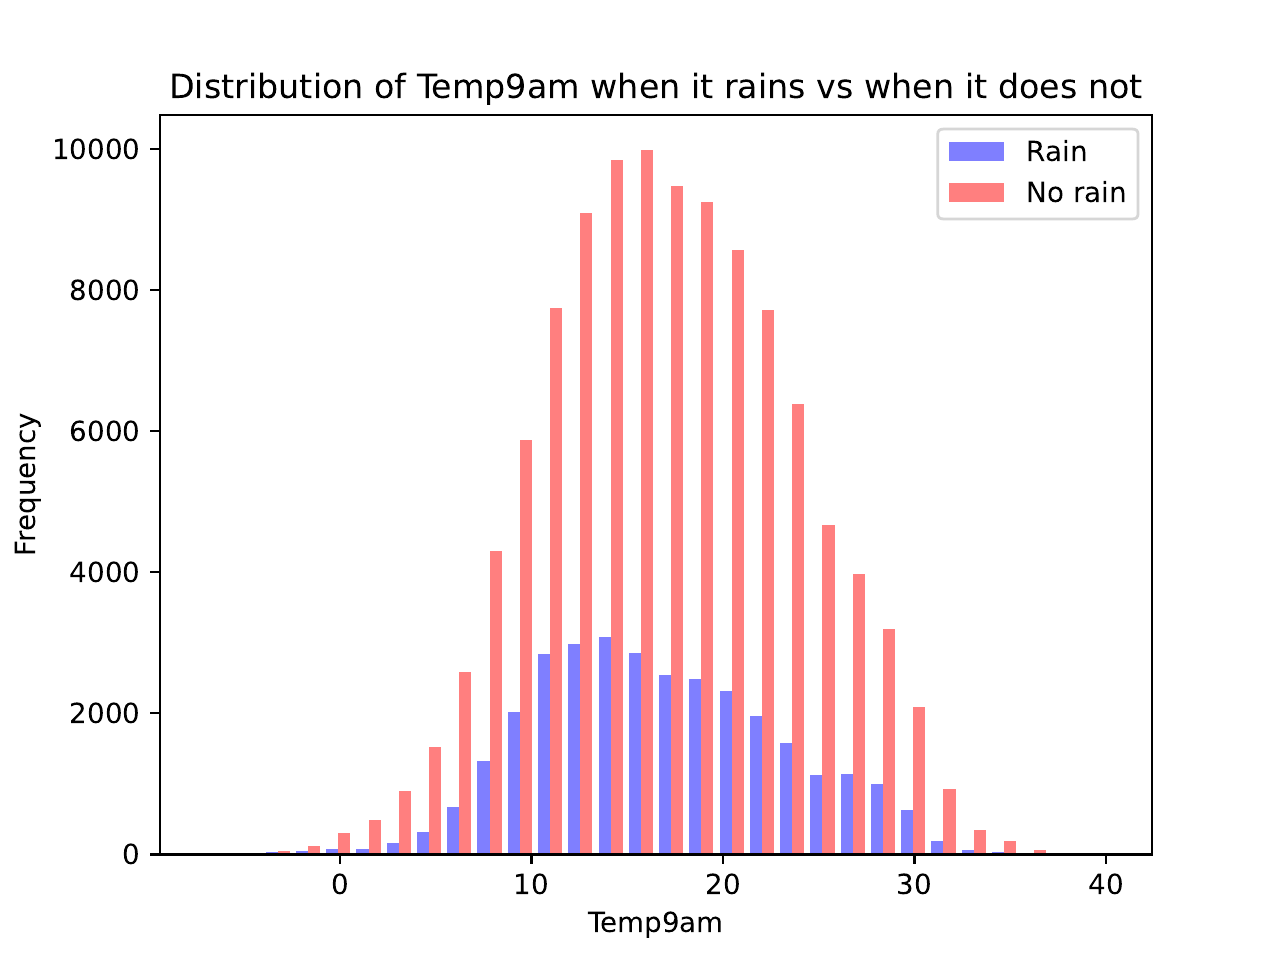 Distribution of Temp9am when it rains vs when it does not
Rain
No rain
10000
8000
6000
4000
2000
0
Frequency
0 10 20 30 40
Temp9am